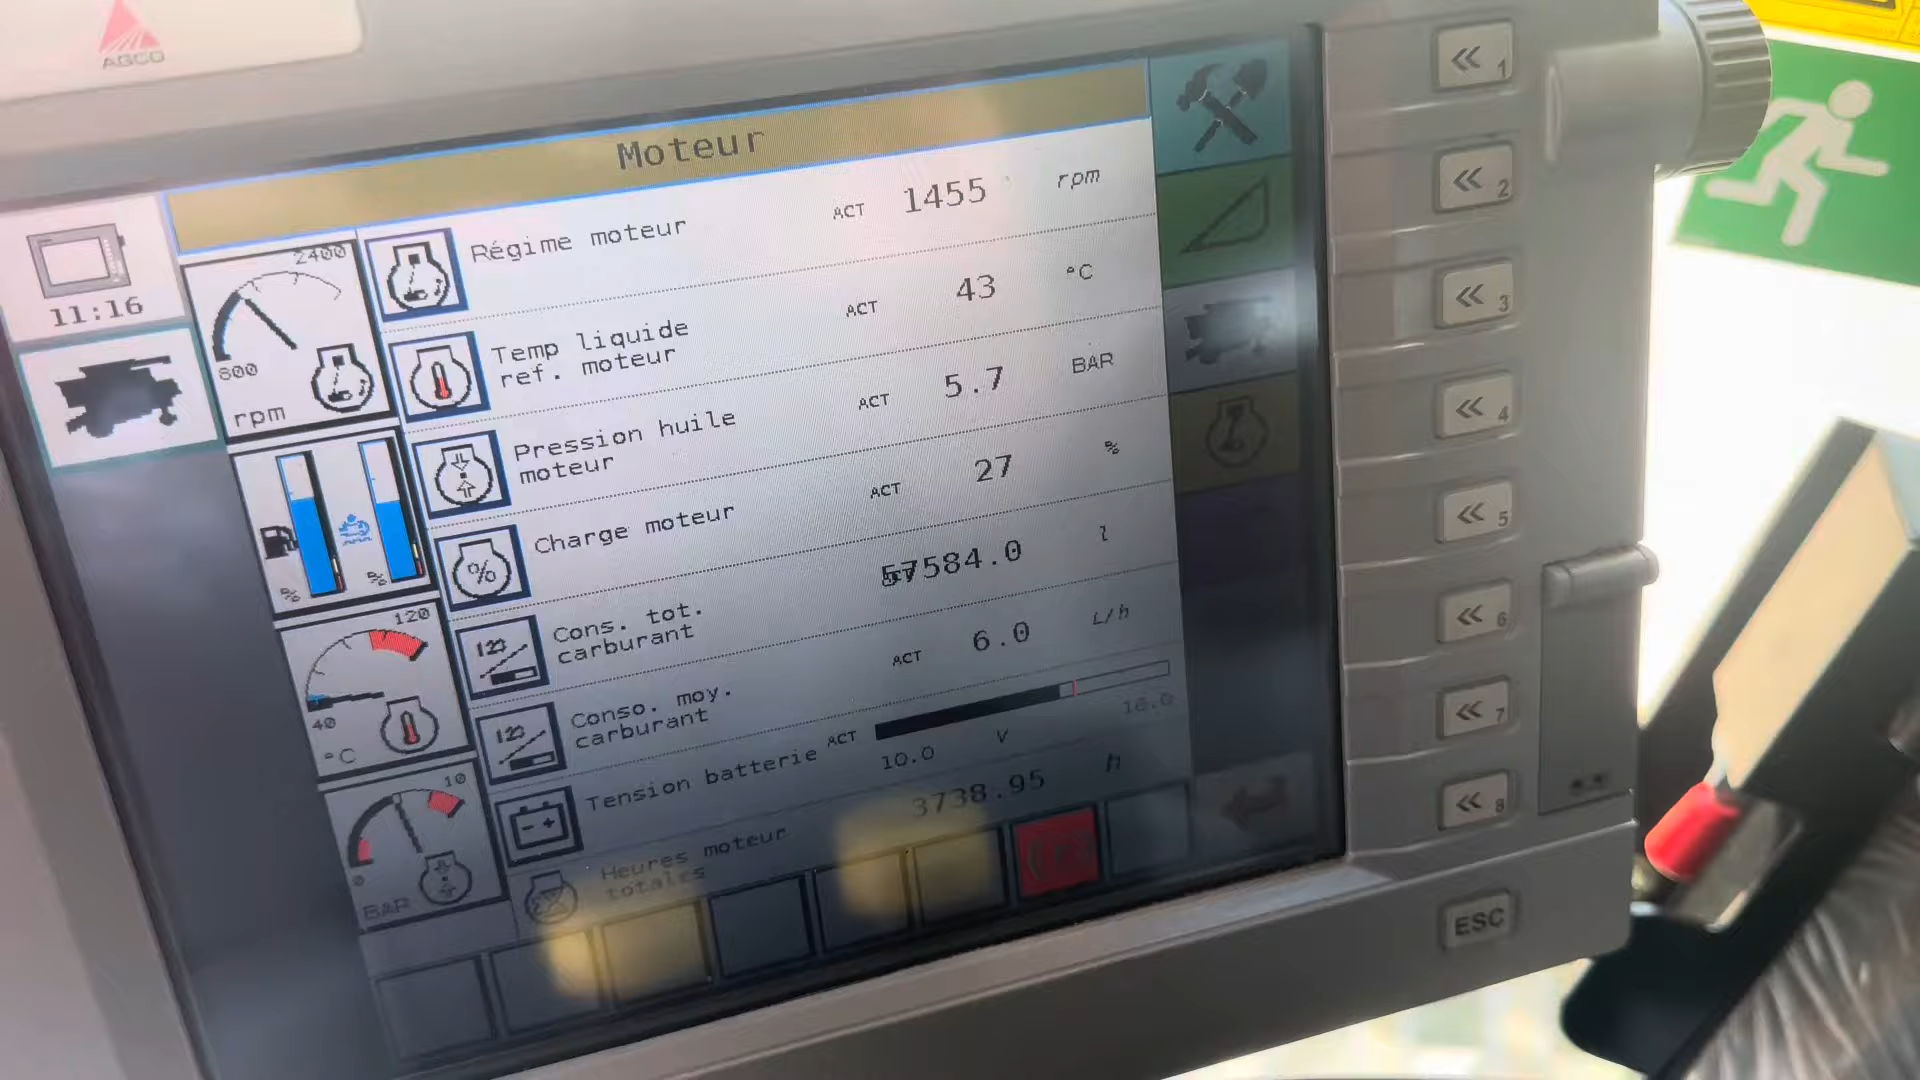 AGCO
Moteur
11:16
2400
800
rpm
Régime moteur ACT 1455 rpm
Temp liquide
ref. moteur
ACT 43 °C
Pression huile
moteur
ACT 5.7 BAR
Charge moteur ACT 27 %
%
Cons. tot.
carburant
57584.0 l
Conso. moy.
carburant
ACT 6.0 L/h
Tension batterie ACT
10.0 V 16.0
Heures moteur
totales
3738.95 h
% %
120
40
°C
10
0
BAR
123
123
1
2
3
4
5
6
7
8
ESC